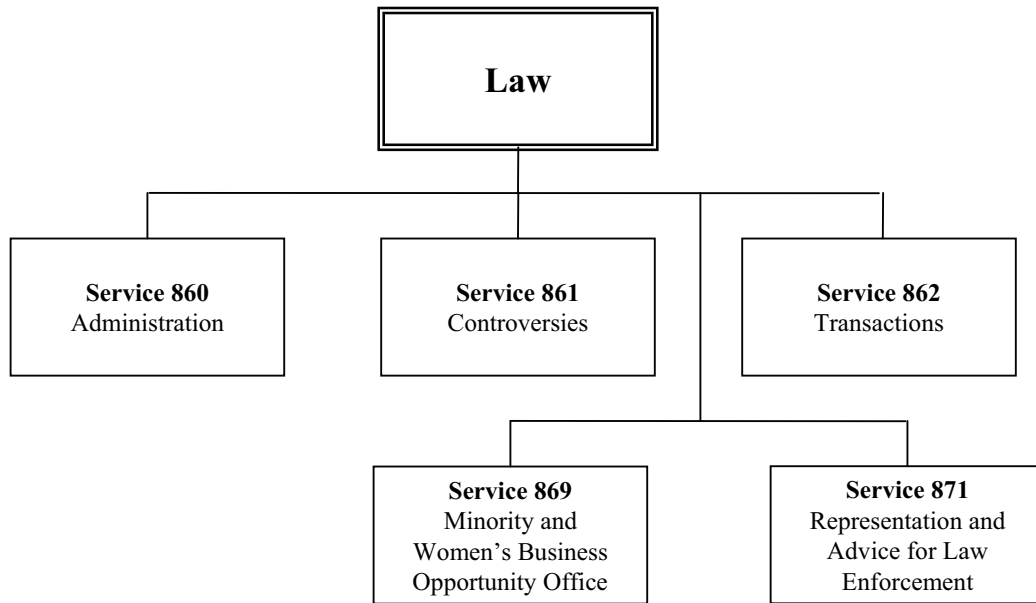 Law
Service 860
Administration
Service 861
Controversies
Service 862
Transactions
Service 869
Minority and
Women’s Business
Opportunity Office
Service 871
Representation and
Advice for Law
Enforcement